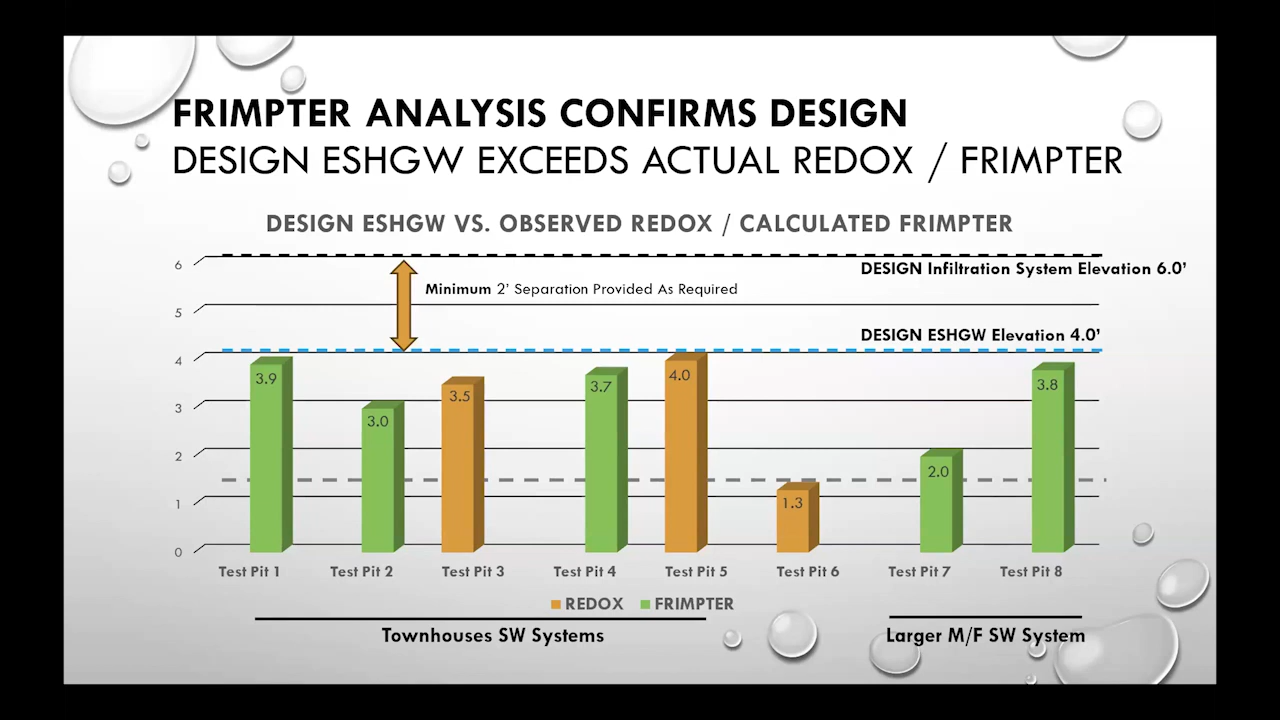 FRIMPTER ANALYSIS CONFIRMS DESIGN
DESIGN ESHGW EXCEEDS ACTUAL REDOX / FRIMPTER
DESIGN ESHGW VS. OBSERVED REDOX / CALCULATED FRIMPTER
6
DESIGN Infiltration System Elevation 6.0’
Minimum 2’ Separation Provided As Required
5
DESIGN ESHGW Elevation 4.0’
4
3.9
3.0
3.5
3.7
4.0
1.3
2.0
3.8
3
2
1
0
Test Pit 1 Test Pit 2 Test Pit 3 Test Pit 4 Test Pit 5 Test Pit 6 Test Pit 7 Test Pit 8
REDOX FRIMPTER
Townhouses SW Systems Larger M/F SW System